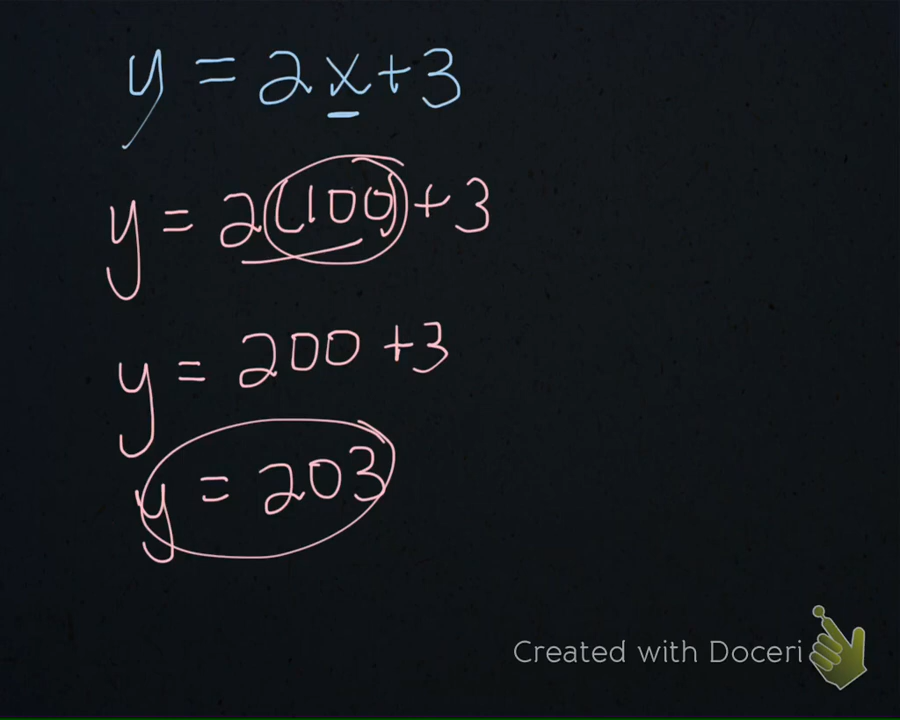 y = 2x+3
y = 2(100)+3
y = 200 +3
y = 203
Created with Doceri